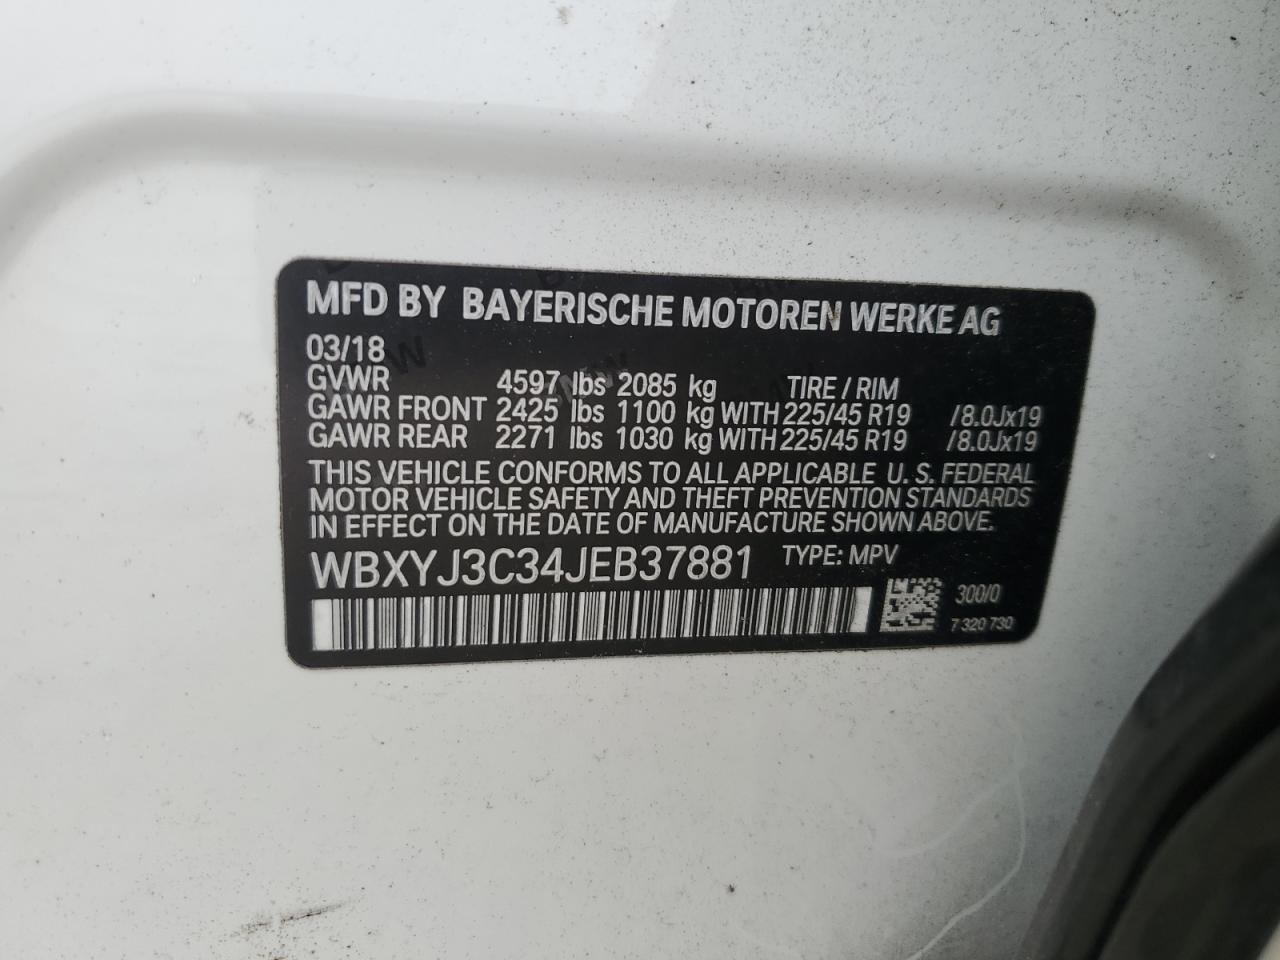 MFD BY BAYERISCHE MOTOREN WERKE AG
03/18
GVWR 4597 lbs 2085 kg TIRE / RIM
GAWR FRONT 2425 lbs 1100 kg WITH 225/45 R19 /8.0Jx19
GAWR REAR 2271 lbs 1030 kg WITH 225/45 R19 /8.0Jx19
THIS VEHICLE CONFORMS TO ALL APPLICABLE U. S. FEDERAL
MOTOR VEHICLE SAFETY AND THEFT PREVENTION STANDARDS
IN EFFECT ON THE DATE OF MANUFACTURE SHOWN ABOVE.
WBXYJ3C34JEB37881 TYPE: MPV
300/0
7 320 730